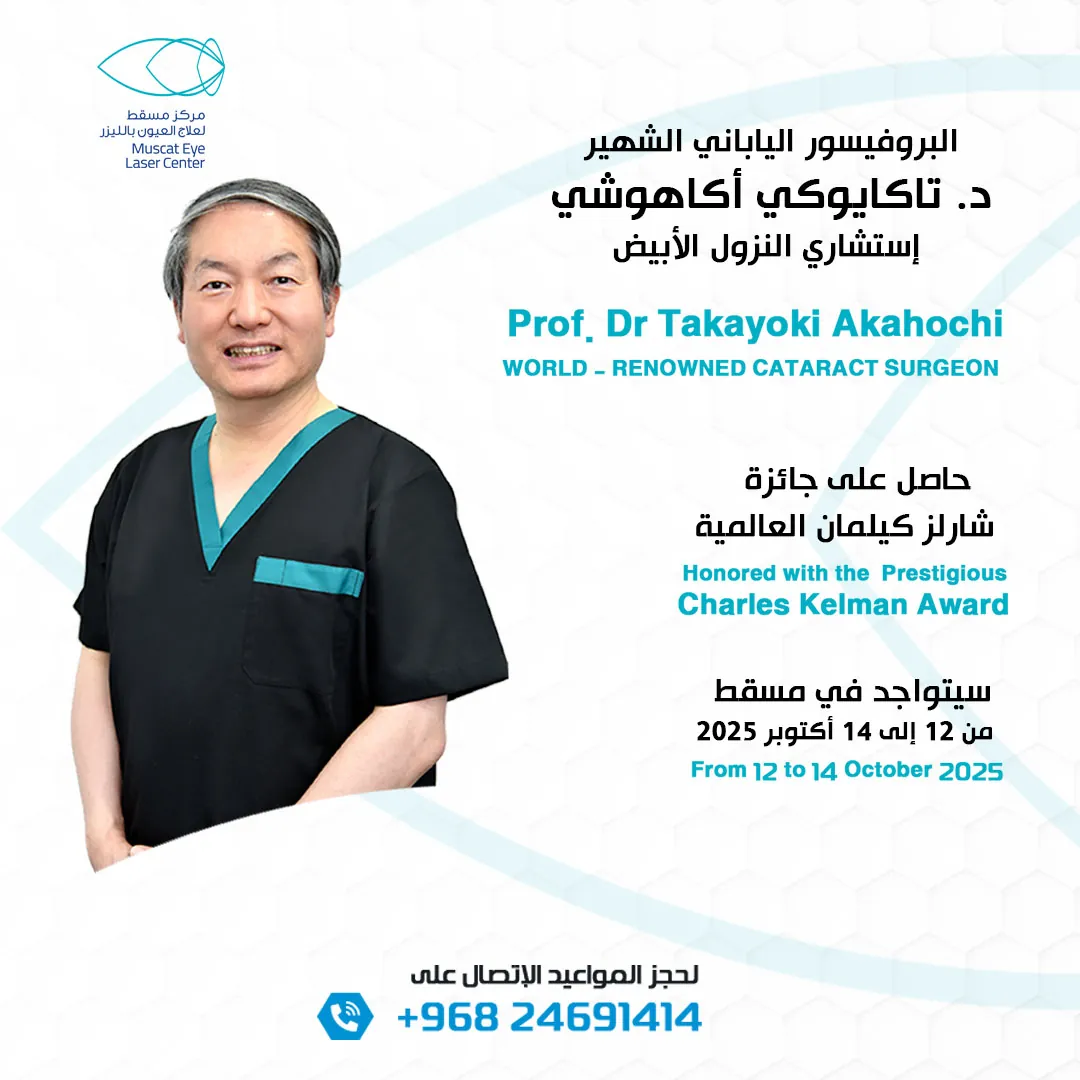 مركز مسقط
لعلاج العيون بالليزر
Muscat Eye
Laser Center
البروفيسور الياباني الشهير
د. تاكايوكي أكاهوشي
إستشاري النزول الأبيض
Prof. Dr Takayoki Akahochi
WORLD - RENOWNED CATARACT SURGEON
حاصل على جائزة
شارلز كيلمان العالمية
Honored with the Prestigious
Charles Kelman Award
سيتواجد في مسقط
من 12 إلى 14 أكتوبر 2025
From 12 to 14 October 2025
لحجز المواعيد الإتصال على
+968 24691414